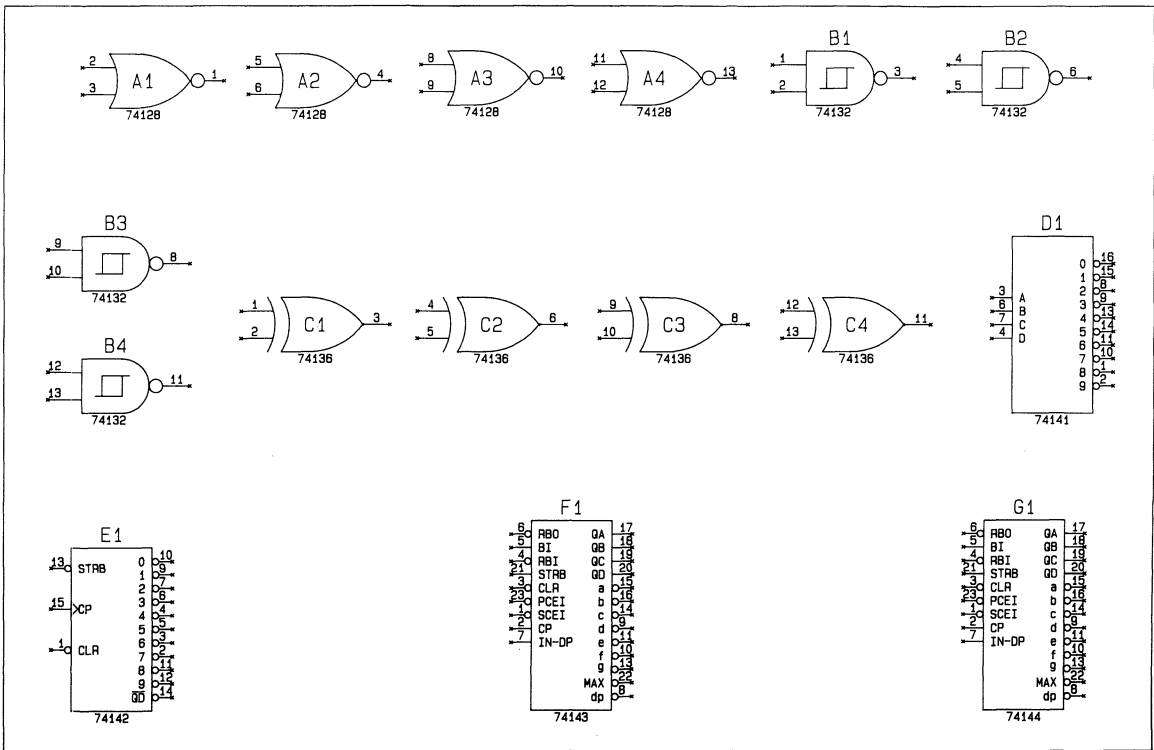 B1 B2
2 3 A1 1 74128
5 6 A2 4 74128
8 9 A3 10 74128
11 12 A4 13 74128
1 2 3 74132
4 5 6 74132
B3
9 10 8 74132
B4
12 13 11 74132
1 2 C1 3 74136
4 5 C2 6 74136
9 10 C3 8 74136
12 13 C4 11 74136
D1
0 16
1 15
2 8
3 A 3 9
6 B 4 13
7 C 5 14
4 D 6 11
7 10
8 1
9 2
74141
E1
0 10
13 STRB 1 9
2 7
3 6
15 CP 4 4
5 5
6 3
1 CLR 7 2
8 11
9 12
QD 14
74142
F1
6 RBO QA 17
5 BI QB 18
4 RBI QC 19
21 STRB QD 20
3 CLR a 15
23 PCEI b 16
1 SCEI c 14
2 CP d 9
7 IN-DP e 11
f 10
g 13
MAX 22
dp 8
74143
G1
6 RBO QA 17
5 BI QB 18
4 RBI QC 19
21 STRB QD 20
3 CLR a 15
23 PCEI b 16
1 SCEI c 14
2 CP d 9
7 IN-DP e 11
f 10
g 13
MAX 22
dp 8
74144